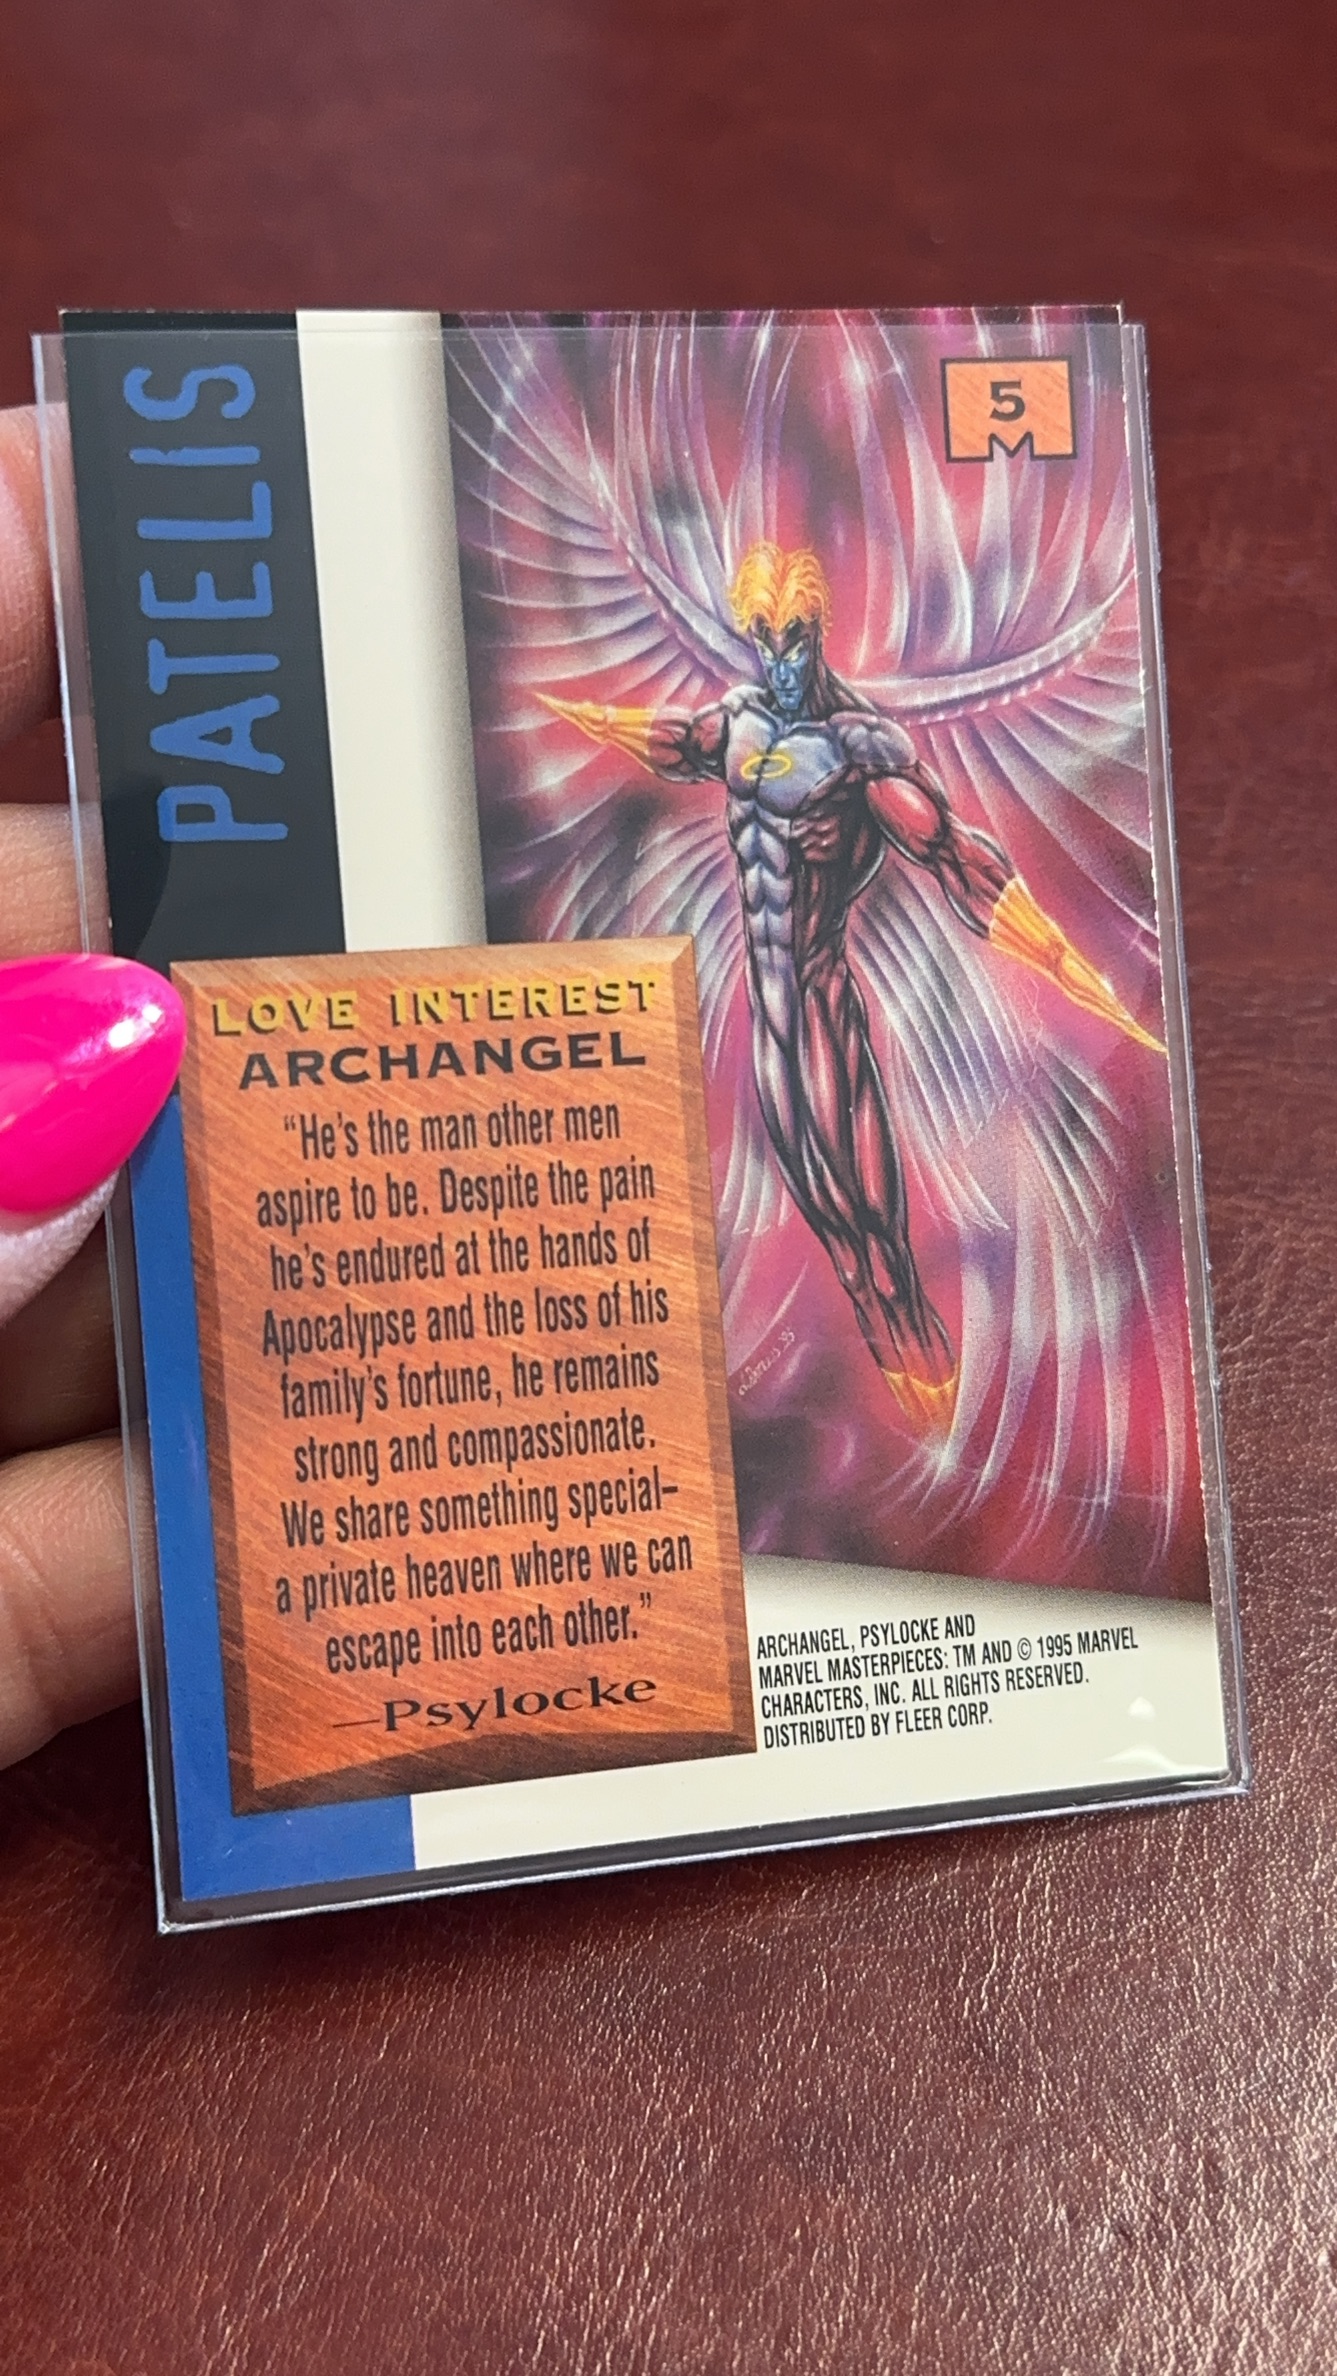 PATELIS
5
M
LOVE INTEREST
ARCHANGEL
“He’s the man other men
aspire to be. Despite the pain
he’s endured at the hands of
Apocalypse and the loss of his
family’s fortune, he remains
strong and compassionate.
We share something special–
a private heaven where we can
escape into each other.”
—Psylocke
ARCHANGEL, PSYLOCKE AND
MARVEL MASTERPIECES: TM AND © 1995 MARVEL
CHARACTERS, INC. ALL RIGHTS RESERVED.
DISTRIBUTED BY FLEER CORP.